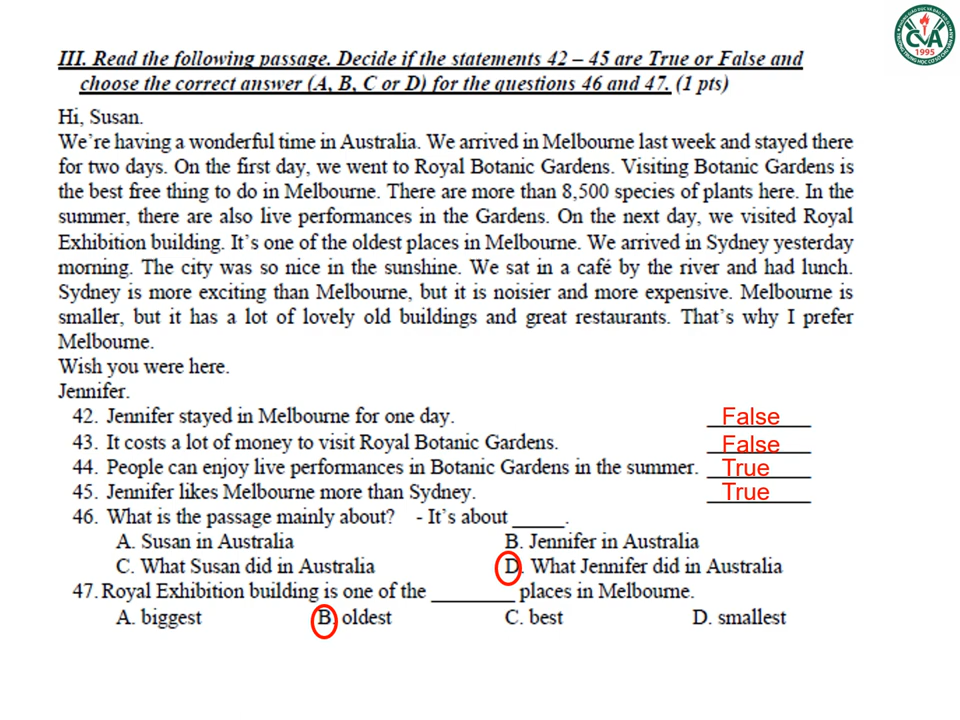 CVA
1995
III. Read the following passage. Decide if the statements 42 – 45 are True or False and
choose the correct answer (A, B, C or D) for the questions 46 and 47. (1 pts)
Hi, Susan.
We're having a wonderful time in Australia. We arrived in Melbourne last week and stayed there
for two days. On the first day, we went to Royal Botanic Gardens. Visiting Botanic Gardens is
the best free thing to do in Melbourne. There are more than 8,500 species of plants here. In the
summer, there are also live performances in the Gardens. On the next day, we visited Royal
Exhibition building. It's one of the oldest places in Melbourne. We arrived in Sydney yesterday
morning. The city was so nice in the sunshine. We sat in a café by the river and had lunch.
Sydney is more exciting than Melbourne, but it is noisier and more expensive. Melbourne is
smaller, but it has a lot of lovely old buildings and great restaurants. That's why I prefer
Melbourne.
Wish you were here.
Jennifer.
42. Jennifer stayed in Melbourne for one day. False
43. It costs a lot of money to visit Royal Botanic Gardens. False
44. People can enjoy live performances in Botanic Gardens in the summer. True
45. Jennifer likes Melbourne more than Sydney. True
46. What is the passage mainly about? - It's about _____.
A. Susan in Australia B. Jennifer in Australia
C. What Susan did in Australia D. What Jennifer did in Australia
47. Royal Exhibition building is one of the ________ places in Melbourne.
A. biggest B. oldest C. best D. smallest